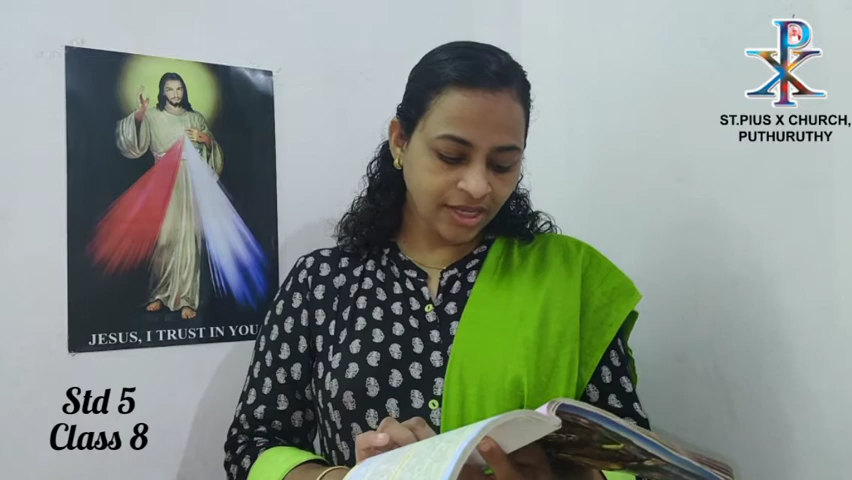 ST.PIUS X CHURCH,
PUTHURUTHY
JESUS, I TRUST IN YOU
Std 5
Class 8